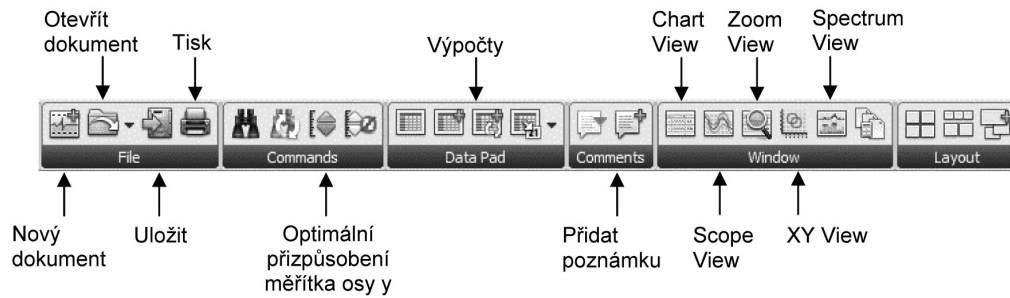 Otevřít
dokument
Tisk
Výpočty
Chart
View
Zoom
View
Spectrum
View
File
Commands
Data Pad
Comments
Window
Layout
Nový
dokument
Uložit
Optimální
přizpůsobení
měřítka osy y
Přidat
poznámku
Scope
View
XY View